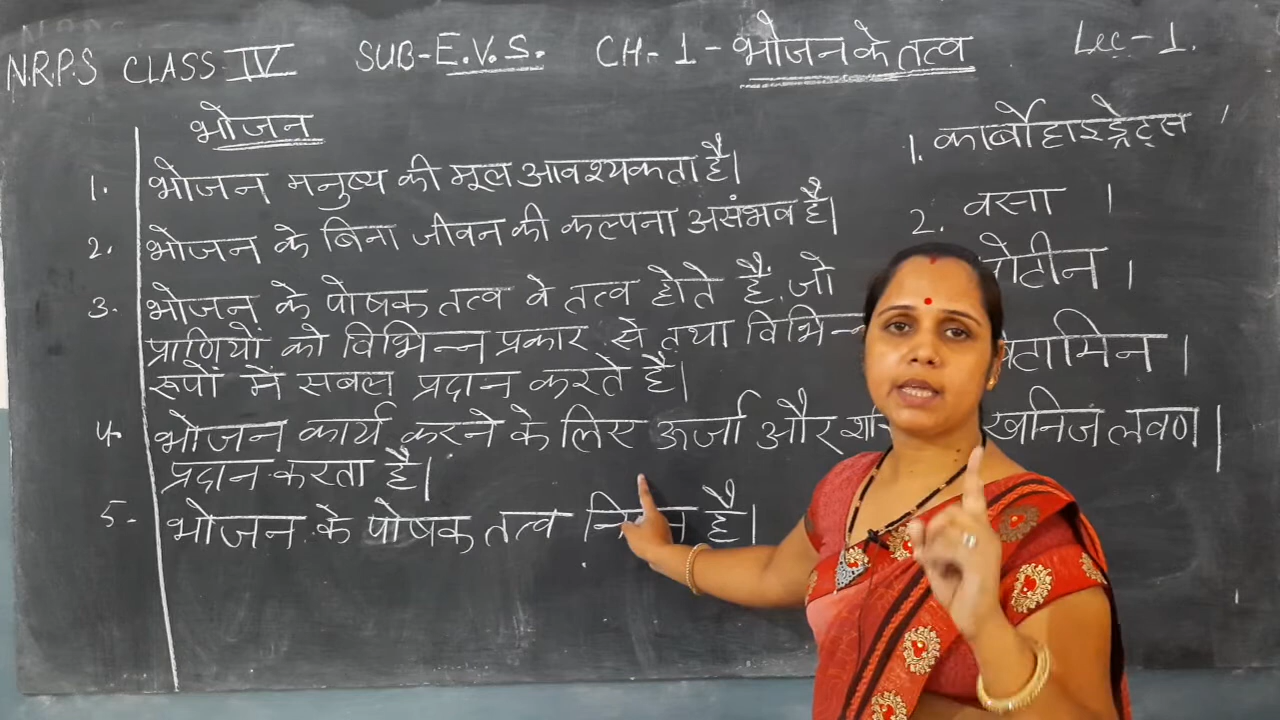 N.R.P.S CLASS-IV SUB-E.V.S. CH-1-भोजन के तत्व Lec-1.
भोजन
1. भोजन मनुष्य की मूल आवश्यकता है।
2. भोजन के बिना जीवन की कल्पना असंभव है।
3. भोजन के पोषक तत्व वे तत्व होते हैं, जो
प्राणियों को विभिन्न प्रकार से तथा विभिन्न
रूपों में सबल प्रदान करते है।
4. भोजन कार्य करने के लिए ऊर्जा और
प्रदान करता है।
5- भोजन के पोषक तत्व है।
1. कार्बोहाइड्रेट्स ।
2. वसा ।
खनिज लवण।